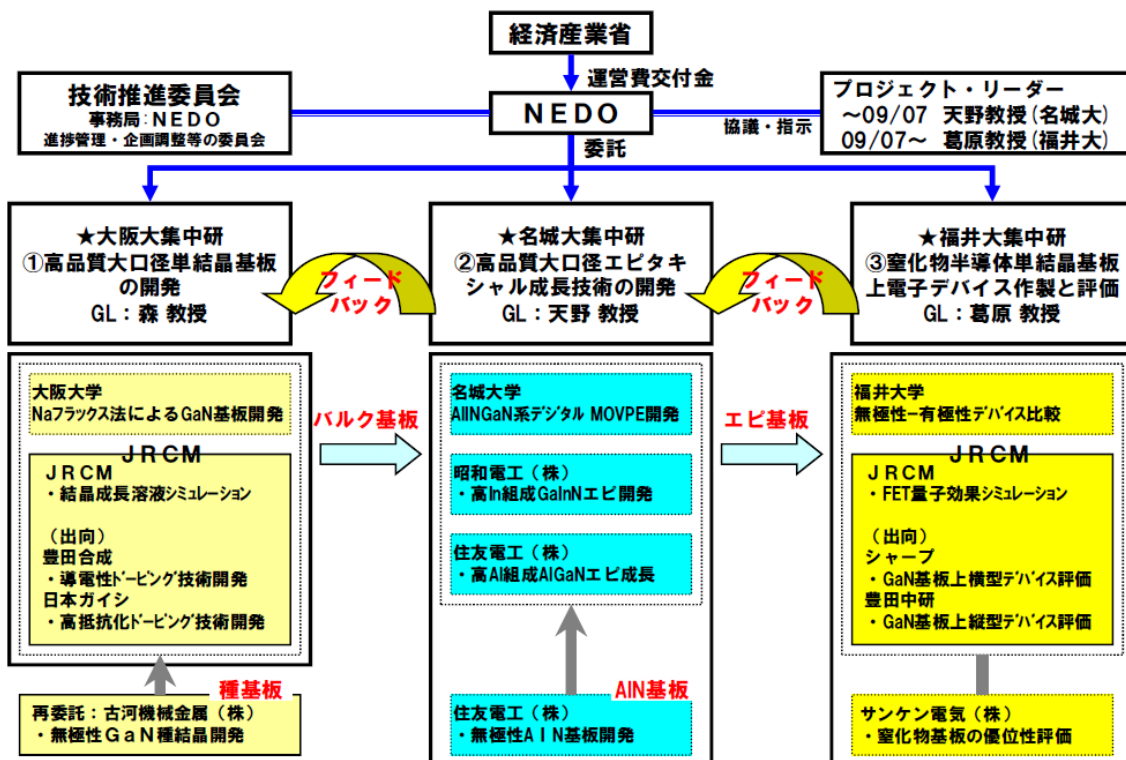 経済産業省
運営費交付金
技術推進委員会
事務局:NEDO
進捗管理・企画調整等の委員会
NEDO
協議・指示
プロジェクト・リーダー
~09/07 天野教授(名城大)
09/07~ 葛原教授(福井大)
委託
★大阪大集中研
①高品質大口径単結晶基板
の開発
GL:森 教授
フィード
バック
★名城大集中研
②高品質大口径エピタキ
シャル成長技術の開発
GL:天野 教授
フィード
バック
★福井大集中研
③窒化物半導体単結晶基板
上電子デバイス作製と評価
GL:葛原 教授
大阪大学
Naフラックス法によるGaN基板開発
JRCM
JRCM
・結晶成長溶液シミュレーション
(出向)
豊田合成
・導電性ドーピング技術開発
日本ガイシ
・高抵抗化ドーピング技術開発
種基板
再委託:古河機械金属(株)
・無極性GaN種結晶開発
バルク基板
名城大学
AlINGaN系デジタル MOVPE開発
昭和電工(株)
・高In組成GaInNエピ開発
住友電工(株)
・高Al組成AlGaNエピ成長
AlN基板
住友電工(株)
・無極性AlN基板開発
エピ基板
福井大学
無極性-有極性デバイス比較
JRCM
JRCM
・FET量子効果シミュレーション
(出向)
シャープ
・GaN基板上横型デバイス評価
豊田中研
・GaN基板上縦型デバイス評価
サンケン電気(株)
・窒化物基板の優位性評価